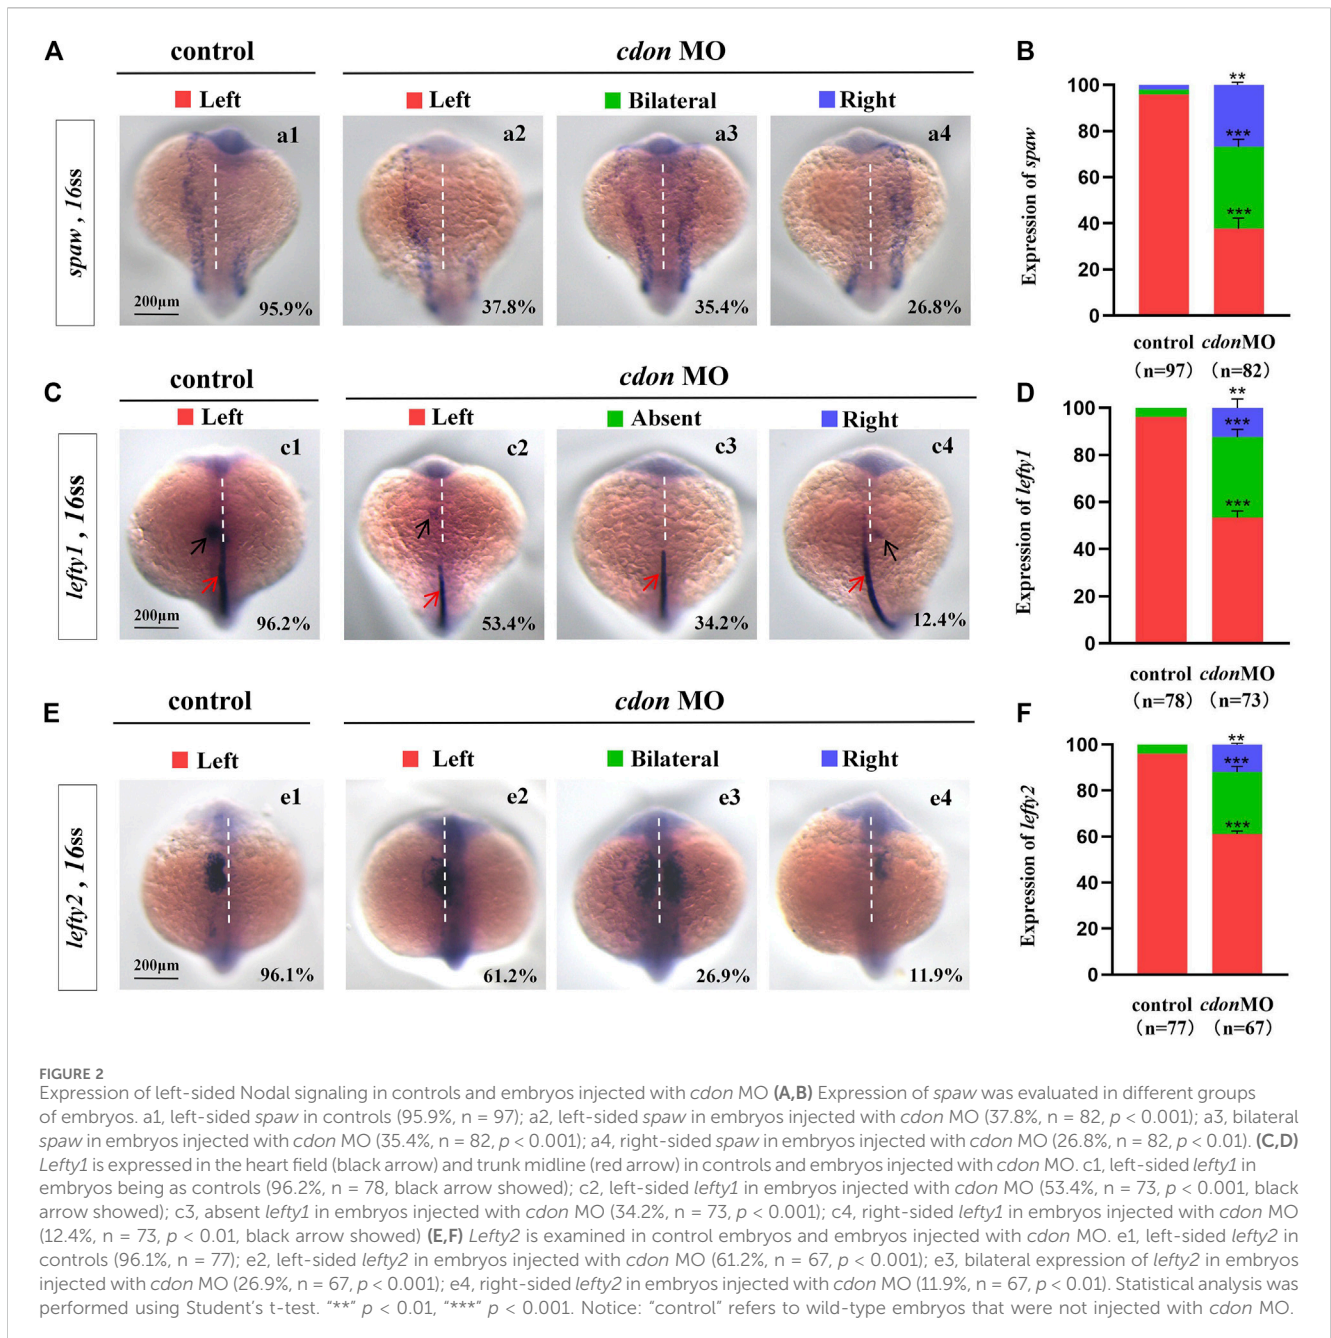 A
control
cdon MO
Left
Left
Bilateral
Right
spaw , 16ss
a1
a2
a3
a4
200μm
95.9%
37.8%
35.4%
26.8%
B
Expression of spaw
100
80
60
40
20
0
**
***
***
control
cdonMO
(n=97)
(n=82)
C
control
cdon MO
Left
Left
Absent
Right
lefty1 , 16ss
c1
c2
c3
c4
200μm
96.2%
53.4%
34.2%
12.4%
D
Expression of lefty1
100
80
60
40
20
0
**
***
***
control
cdonMO
(n=78)
(n=73)
E
control
cdon MO
Left
Left
Bilateral
Right
lefty2 , 16ss
e1
e2
e3
e4
200μm
96.1%
61.2%
26.9%
11.9%
F
Expression of lefty2
100
80
60
40
20
0
**
***
***
control
cdonMO
(n=77)
(n=67)
FIGURE 2
Expression of left-sided Nodal signaling in controls and embryos injected with cdon MO (A,B) Expression of spaw was evaluated in different groups
of embryos. a1, left-sided spaw in controls (95.9%, n = 97); a2, left-sided spaw in embryos injected with cdon MO (37.8%, n = 82, p < 0.001); a3, bilateral
spaw in embryos injected with cdon MO (35.4%, n = 82, p < 0.001); a4, right-sided spaw in embryos injected with cdon MO (26.8%, n = 82, p < 0.01). (C,D)
Lefty1 is expressed in the heart field (black arrow) and trunk midline (red arrow) in controls and embryos injected with cdon MO. c1, left-sided lefty1 in
embryos being as controls (96.2%, n = 78, black arrow showed); c2, left-sided lefty1 in embryos injected with cdon MO (53.4%, n = 73, p < 0.001, black
arrow showed); c3, absent lefty1 in embryos injected with cdon MO (34.2%, n = 73, p < 0.001); c4, right-sided lefty1 in embryos injected with cdon MO
(12.4%, n = 73, p < 0.01, black arrow showed) (E,F) Lefty2 is examined in control embryos and embryos injected with cdon MO. e1, left-sided lefty2 in
controls (96.1%, n = 77); e2, left-sided lefty2 in embryos injected with cdon MO (61.2%, n = 67, p < 0.001); e3, bilateral expression of lefty2 in embryos
injected with cdon MO (26.9%, n = 67, p < 0.001); e4, right-sided lefty2 in embryos injected with cdon MO (11.9%, n = 67, p < 0.01). Statistical analysis was
performed using Student's t-test. "**" p < 0.01, "***" p < 0.001. Notice: "control" refers to wild-type embryos that were not injected with cdon MO.